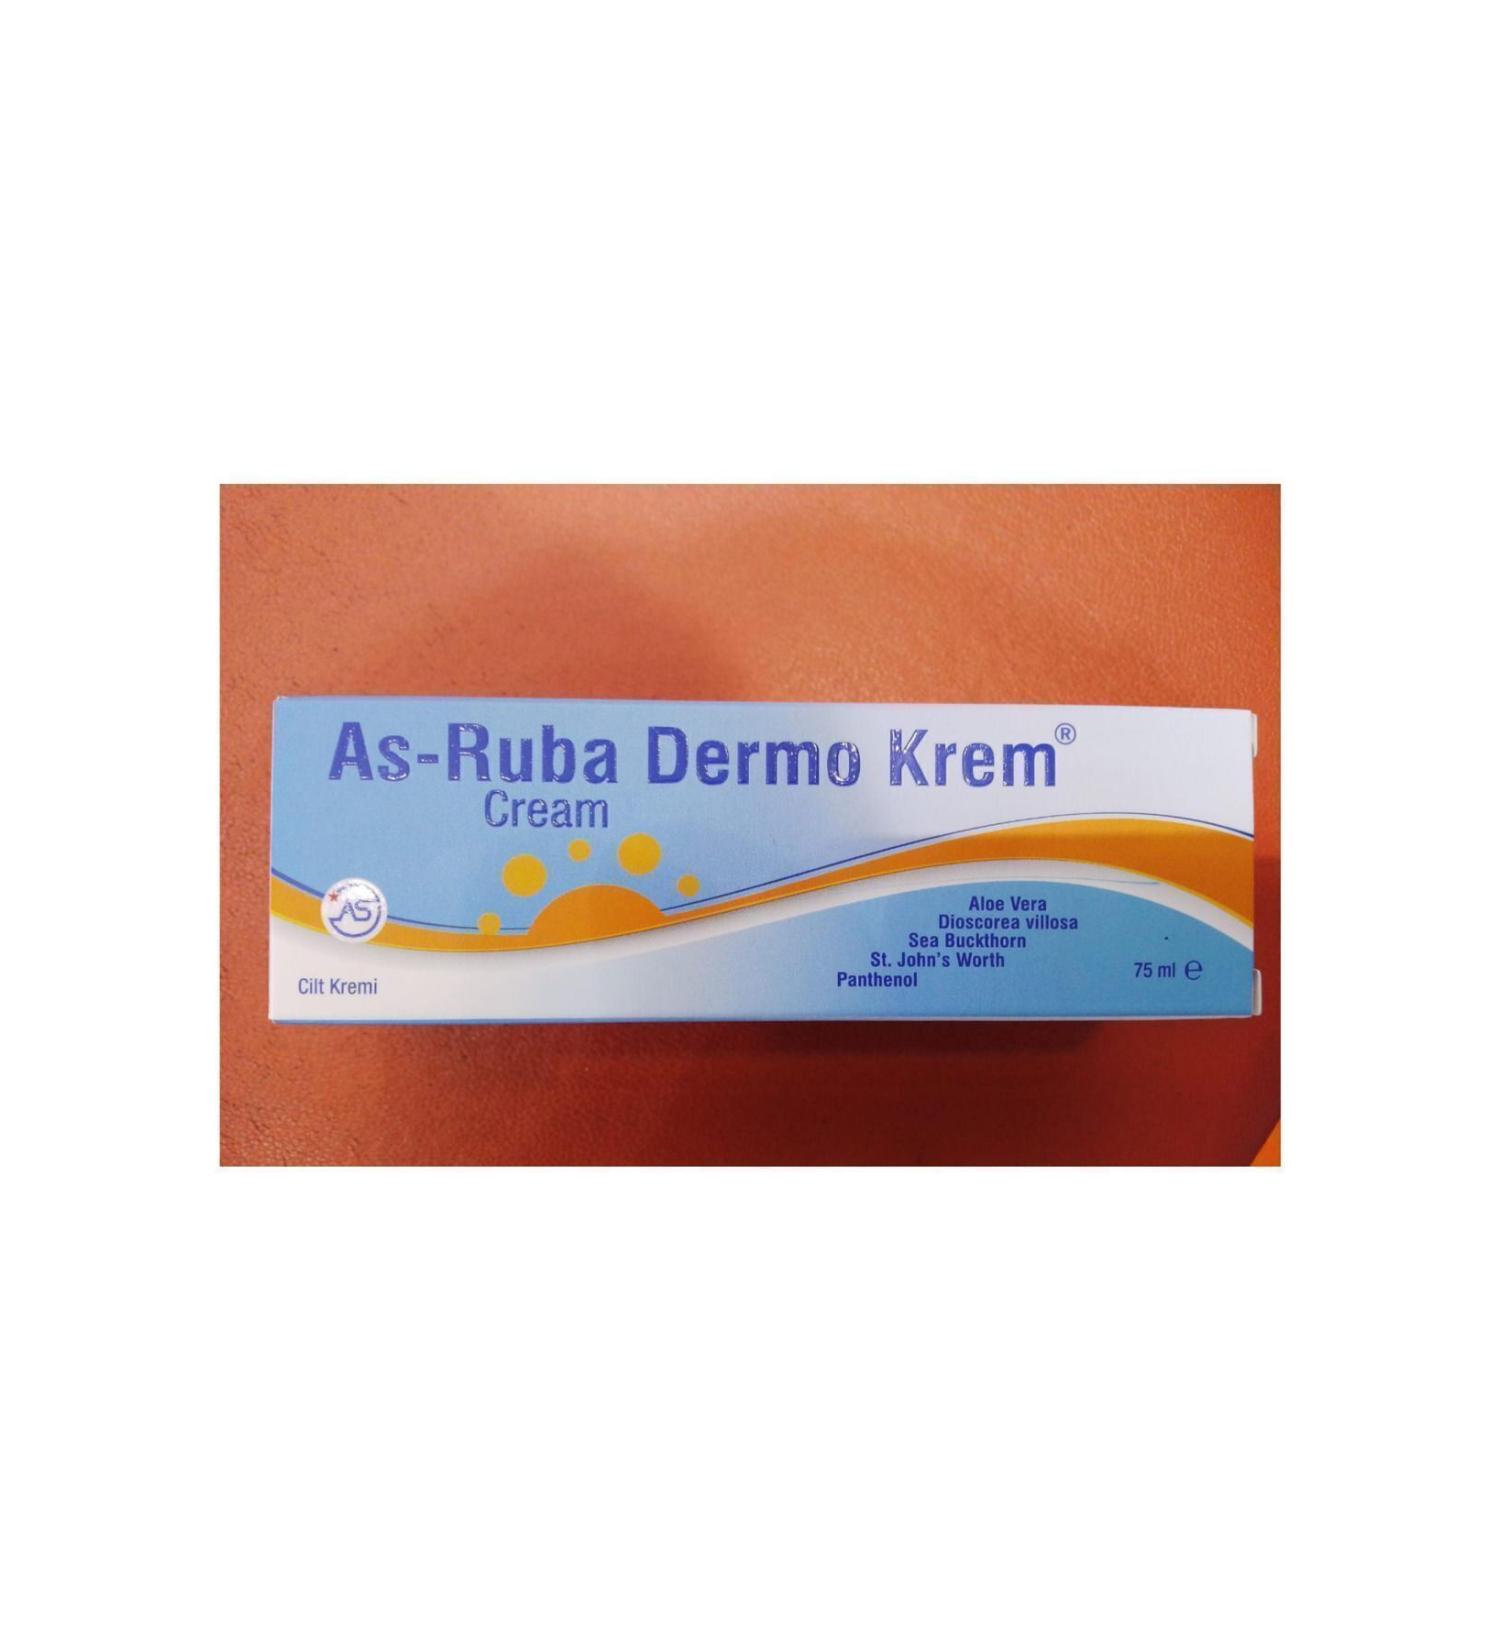 As-Ruba Dermo Krem®
Cream
AS
Aloe Vera
Dioscorea villosa
Sea Buckthorn
St. John's Worth
Panthenol
75 ml ℮
Cilt Kremi